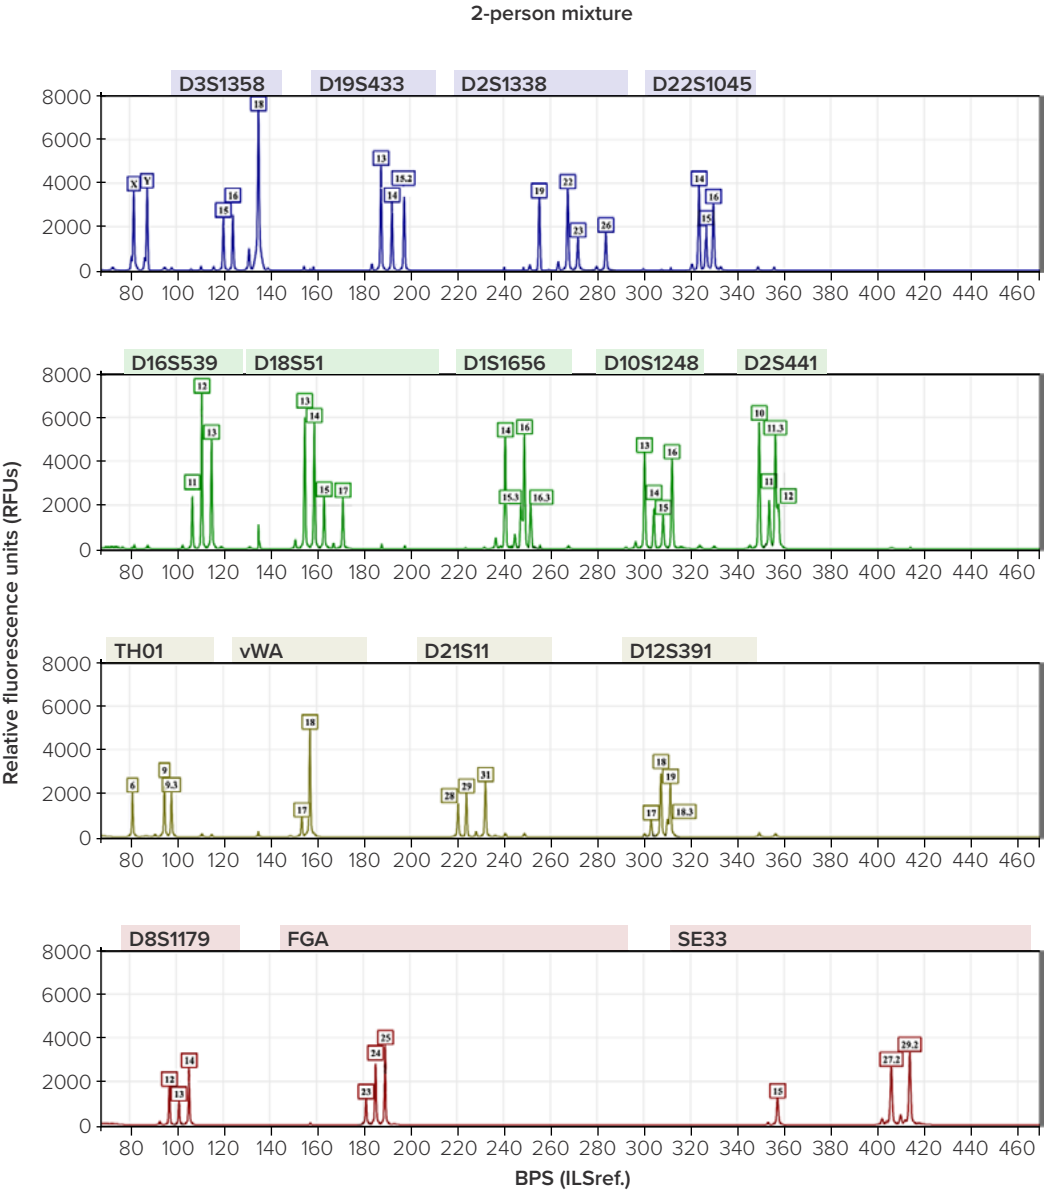 2-person mixture
D3S1358 D19S433 D2S1338 D22S1045
8000
6000
4000
2000
0
X Y 15 16 18 13 14 15.2 19 22 23 26 14 15 16
80 100 120 140 160 180 200 220 240 260 280 300 320 340 360 380 400 420 440 460
D16S539 D18S51 D1S1656 D10S1248 D2S441
8000
6000
4000
2000
0
11 12 13 13 14 15 17 14 15.3 16 16.3 13 14 15 16 10 11 11.3 12
80 100 120 140 160 180 200 220 240 260 280 300 320 340 360 380 400 420 440 460
Relative fluorescence units (RFUs)
TH01 vWA D21S11 D12S391
8000
6000
4000
2000
0
6 9 9.3 17 18 28 29 31 17 18 19 18.3
80 100 120 140 160 180 200 220 240 260 280 300 320 340 360 380 400 420 440 460
D8S1179 FGA SE33
8000
6000
4000
2000
0
12 13 14 23 24 25 15 27.2 29.2
80 100 120 140 160 180 200 220 240 260 280 300 320 340 360 380 400 420 440 460
BPS (ILSref.)